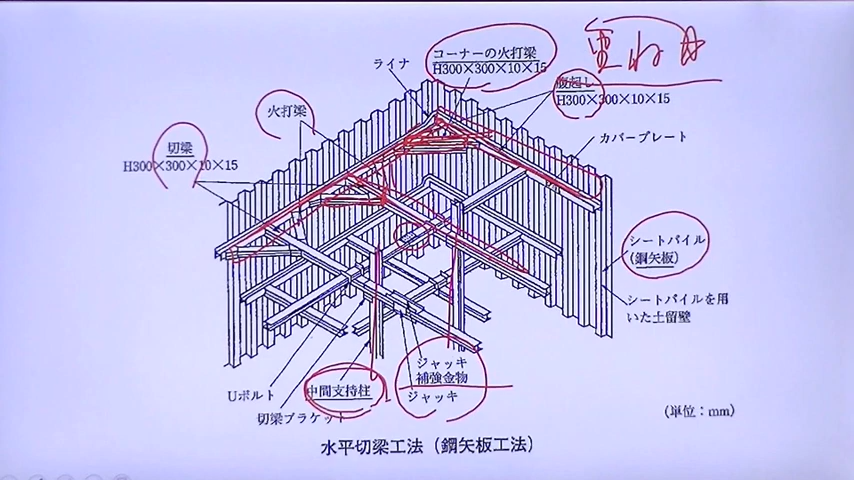 重ね
コーナーの火打梁
H300×300×10×15
ライナ
腹起し
H300×300×10×15
火打梁
カバープレート
切梁
H300×300×10×15
シートパイル
(鋼矢板)
シートパイルを用
いた土留壁
ジャッキ
補強金物
ジャッキ
Uボルト
中間支持柱
切梁ブラケット
(単位:mm)
水平切梁工法(鋼矢板工法)